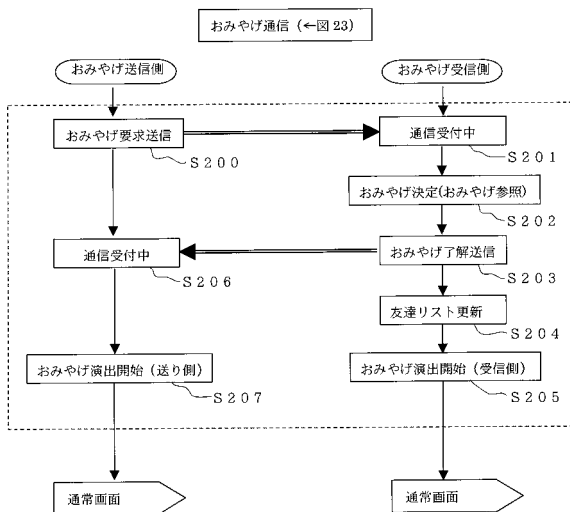 おみやげ通信(←図23)
おみやげ送信側
おみやげ受信側
おみやげ要求送信
S200
通信受付中
S201
おみやげ決定(おみやげ参照)
S202
通信受付中
S206
おみやげ了解送信
S203
友達リスト更新
S204
おみやげ演出開始(送り側)
S207
おみやげ演出開始(受信側)
S205
通常画面
通常画面